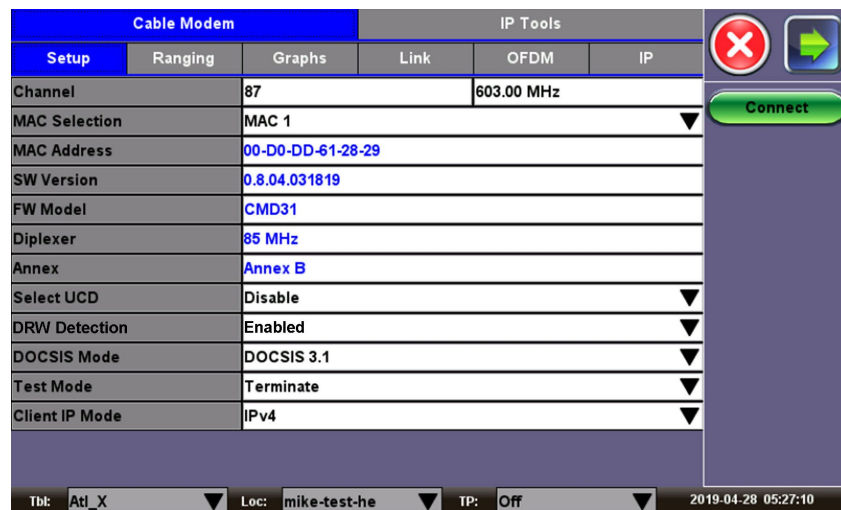 Cable Modem IP Tools
Setup Ranging Graphs Link OFDM IP
Channel 87 603.00 MHz
Connect
MAC Selection MAC 1
MAC Address 00-D0-DD-61-28-29
SW Version 0.8.04.031819
FW Model CMD31
Diplexer 85 MHz
Annex Annex B
Select UCD Disable
DRW Detection Enabled
DOCSIS Mode DOCSIS 3.1
Test Mode Terminate
Client IP Mode IPv4
Tbl: Atl_X Loc: mike-test-he TP: Off 2019-04-28 05:27:10